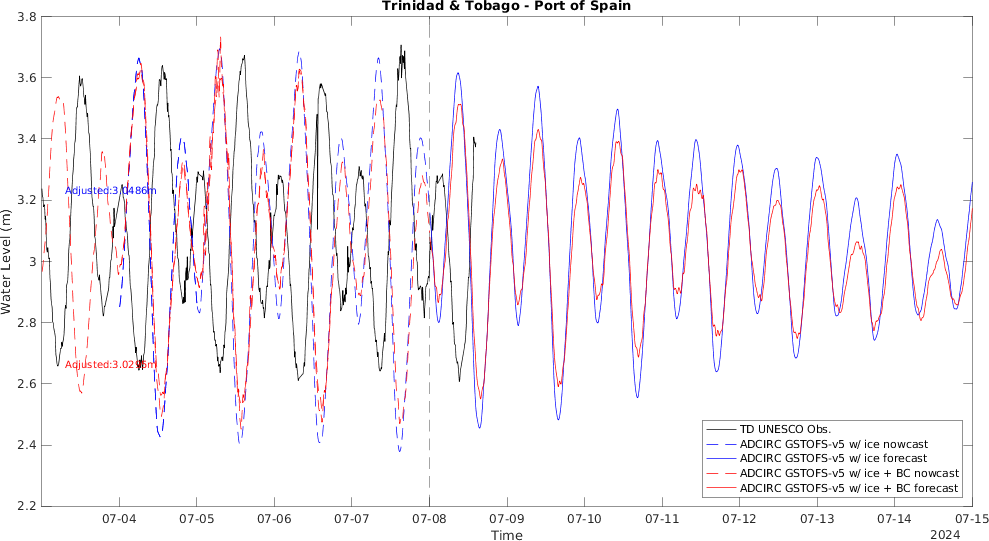 Trinidad & Tobago - Port of Spain
3.8
3.6
3.4
3.2
3
2.8
2.6
2.4
2.2
Water Level (m)
Adjusted:3.0486m
Adjusted:3.0296m
TD UNESCO Obs.
ADCIRC GSTOFS-v5 w/ ice nowcast
ADCIRC GSTOFS-v5 w/ ice forecast
ADCIRC GSTOFS-v5 w/ ice + BC nowcast
ADCIRC GSTOFS-v5 w/ ice + BC forecast
07-04 07-05 07-06 07-07 07-08 07-09 07-10 07-11 07-12 07-13 07-14 07-15
Time
2024